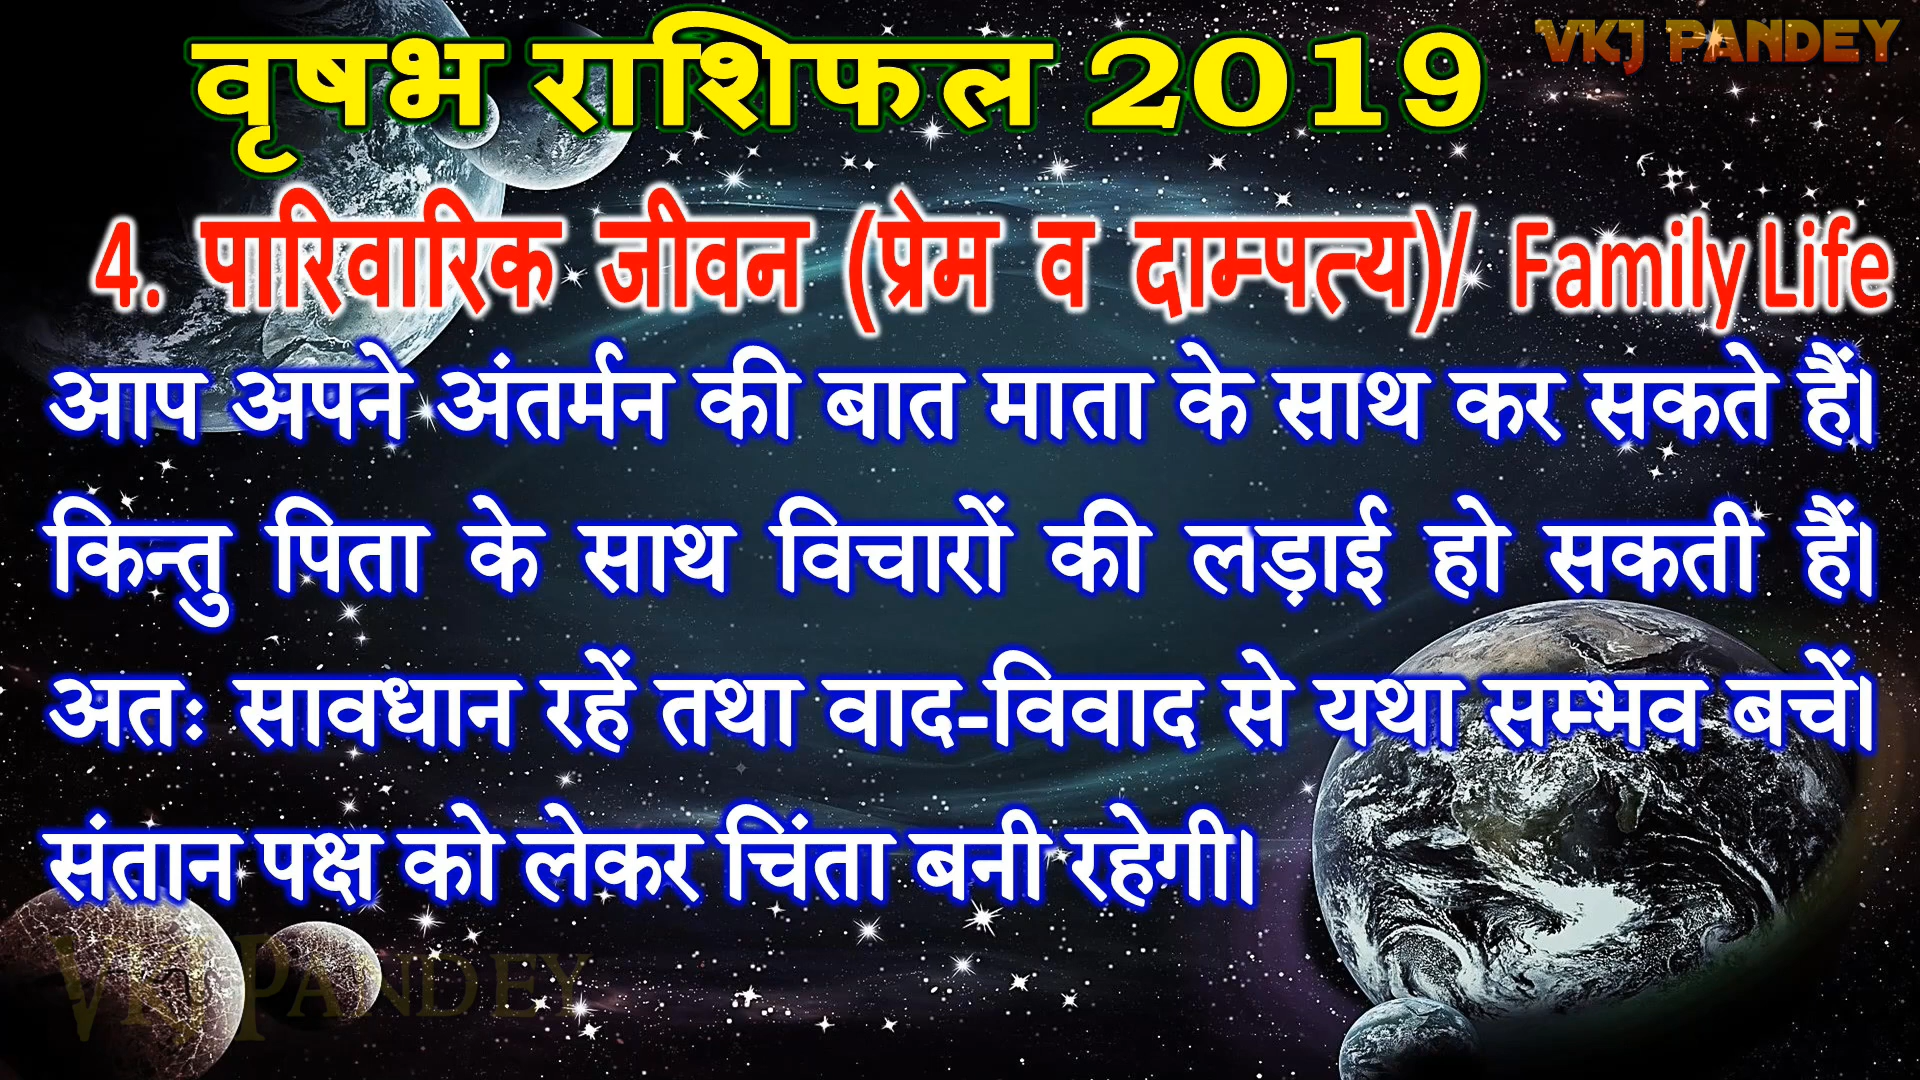 वृषभ राशिफल 2019
VKJ PANDEY
4. पारिवारिक जीवन (प्रेम व दाम्पत्य)/ Family Life
आप अपने अंतर्मन की बात माता के साथ कर सकते हैं।
किन्तु पिता के साथ विचारों की लड़ाई हो सकती हैं।
अतः सावधान रहें तथा वाद-विवाद से यथा सम्भव बचें।
संतान पक्ष को लेकर चिंता बनी रहेगी।
VKJ PANDEY